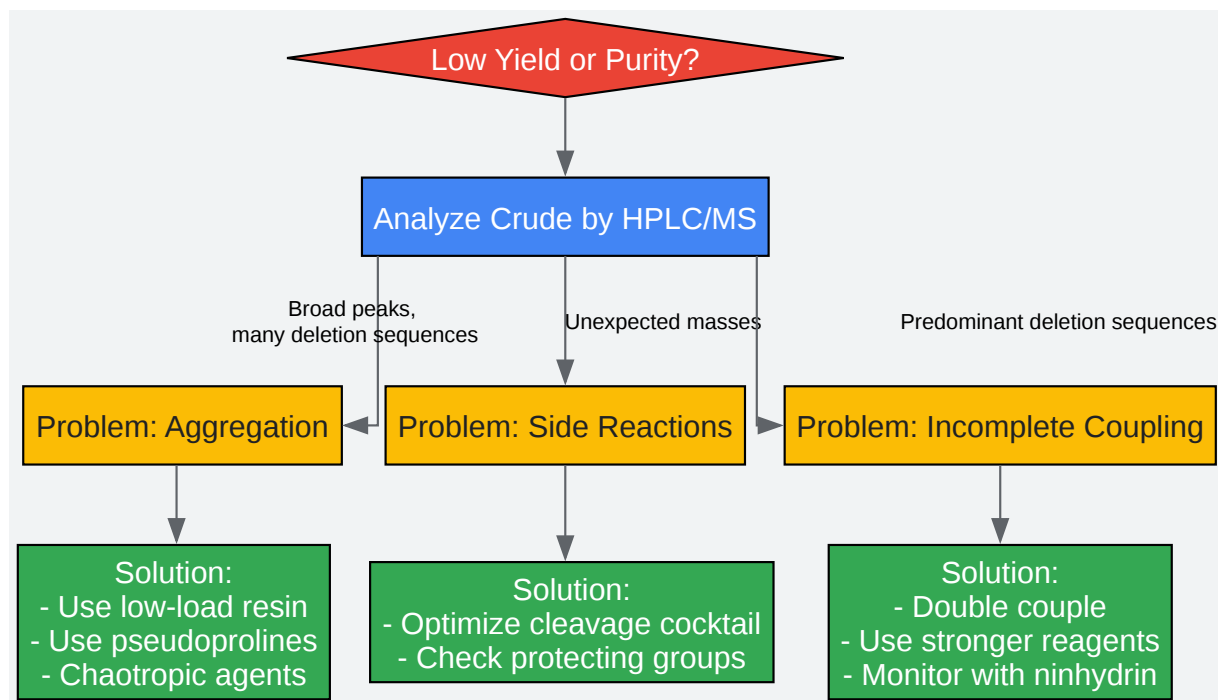 Low Yield or Purity?
Analyze Crude by HPLC/MS
Broad peaks,
many deletion sequences
Unexpected masses
Predominant deletion sequences
Problem: Aggregation
Problem: Side Reactions
Problem: Incomplete Coupling
Solution:
- Use low-load resin
- Use pseudoprolines
- Chaotropic agents
Solution:
- Optimize cleavage cocktail
- Check protecting groups
Solution:
- Double couple
- Use stronger reagents
- Monitor with ninhydrin